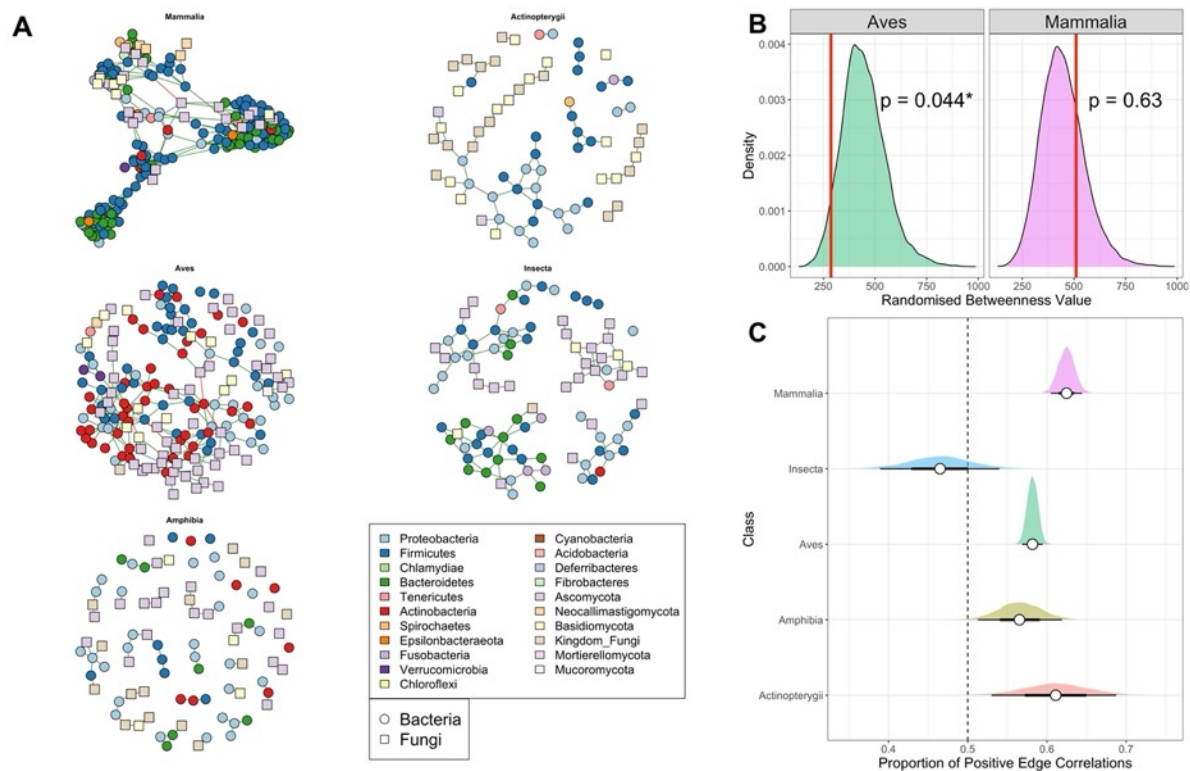 A
Mammalia
Actinopterygii
Aves
Insecta
Amphibia
Proteobacteria
Firmicutes
Chlamydiae
Bacteroidetes
Tenericutes
Actinobacteria
Spirochaetes
Epsilonbacteraeota
Fusobacteria
Verrucomicrobia
Chloroflexi
Cyanobacteria
Acidobacteria
Deferribacteres
Fibrobacteres
Ascomycota
Neocallimastigomycota
Basidiomycota
Kingdom_Fungi
Mortierellomycota
Mucoromycota
Bacteria
Fungi
B
Aves
Mammalia
p = 0.044*
p = 0.63
Density
0.004
0.003
0.002
0.001
0.000
250
500
750
1000
250
500
750
1000
Randomised Betweenness Value
C
Class
Mammalia
Insecta
Aves
Amphibia
Actinopterygii
0.4
0.5
0.6
0.7
Proportion of Positive Edge Correlations